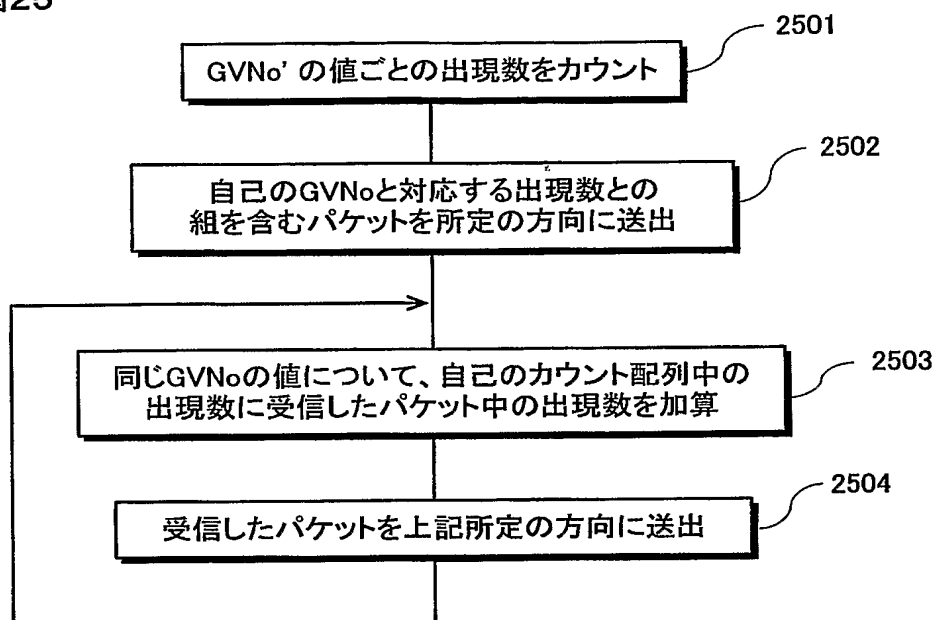 図25
2501
GVNo' の値ごとの出現数をカウント
2502
自己のGVNoと対応する出現数との
組を含むパケットを所定の方向に送出
2503
同じGVNoの値について、自己のカウント配列中の
出現数に受信したパケット中の出現数を加算
2504
受信したパケットを上記所定の方向に送出